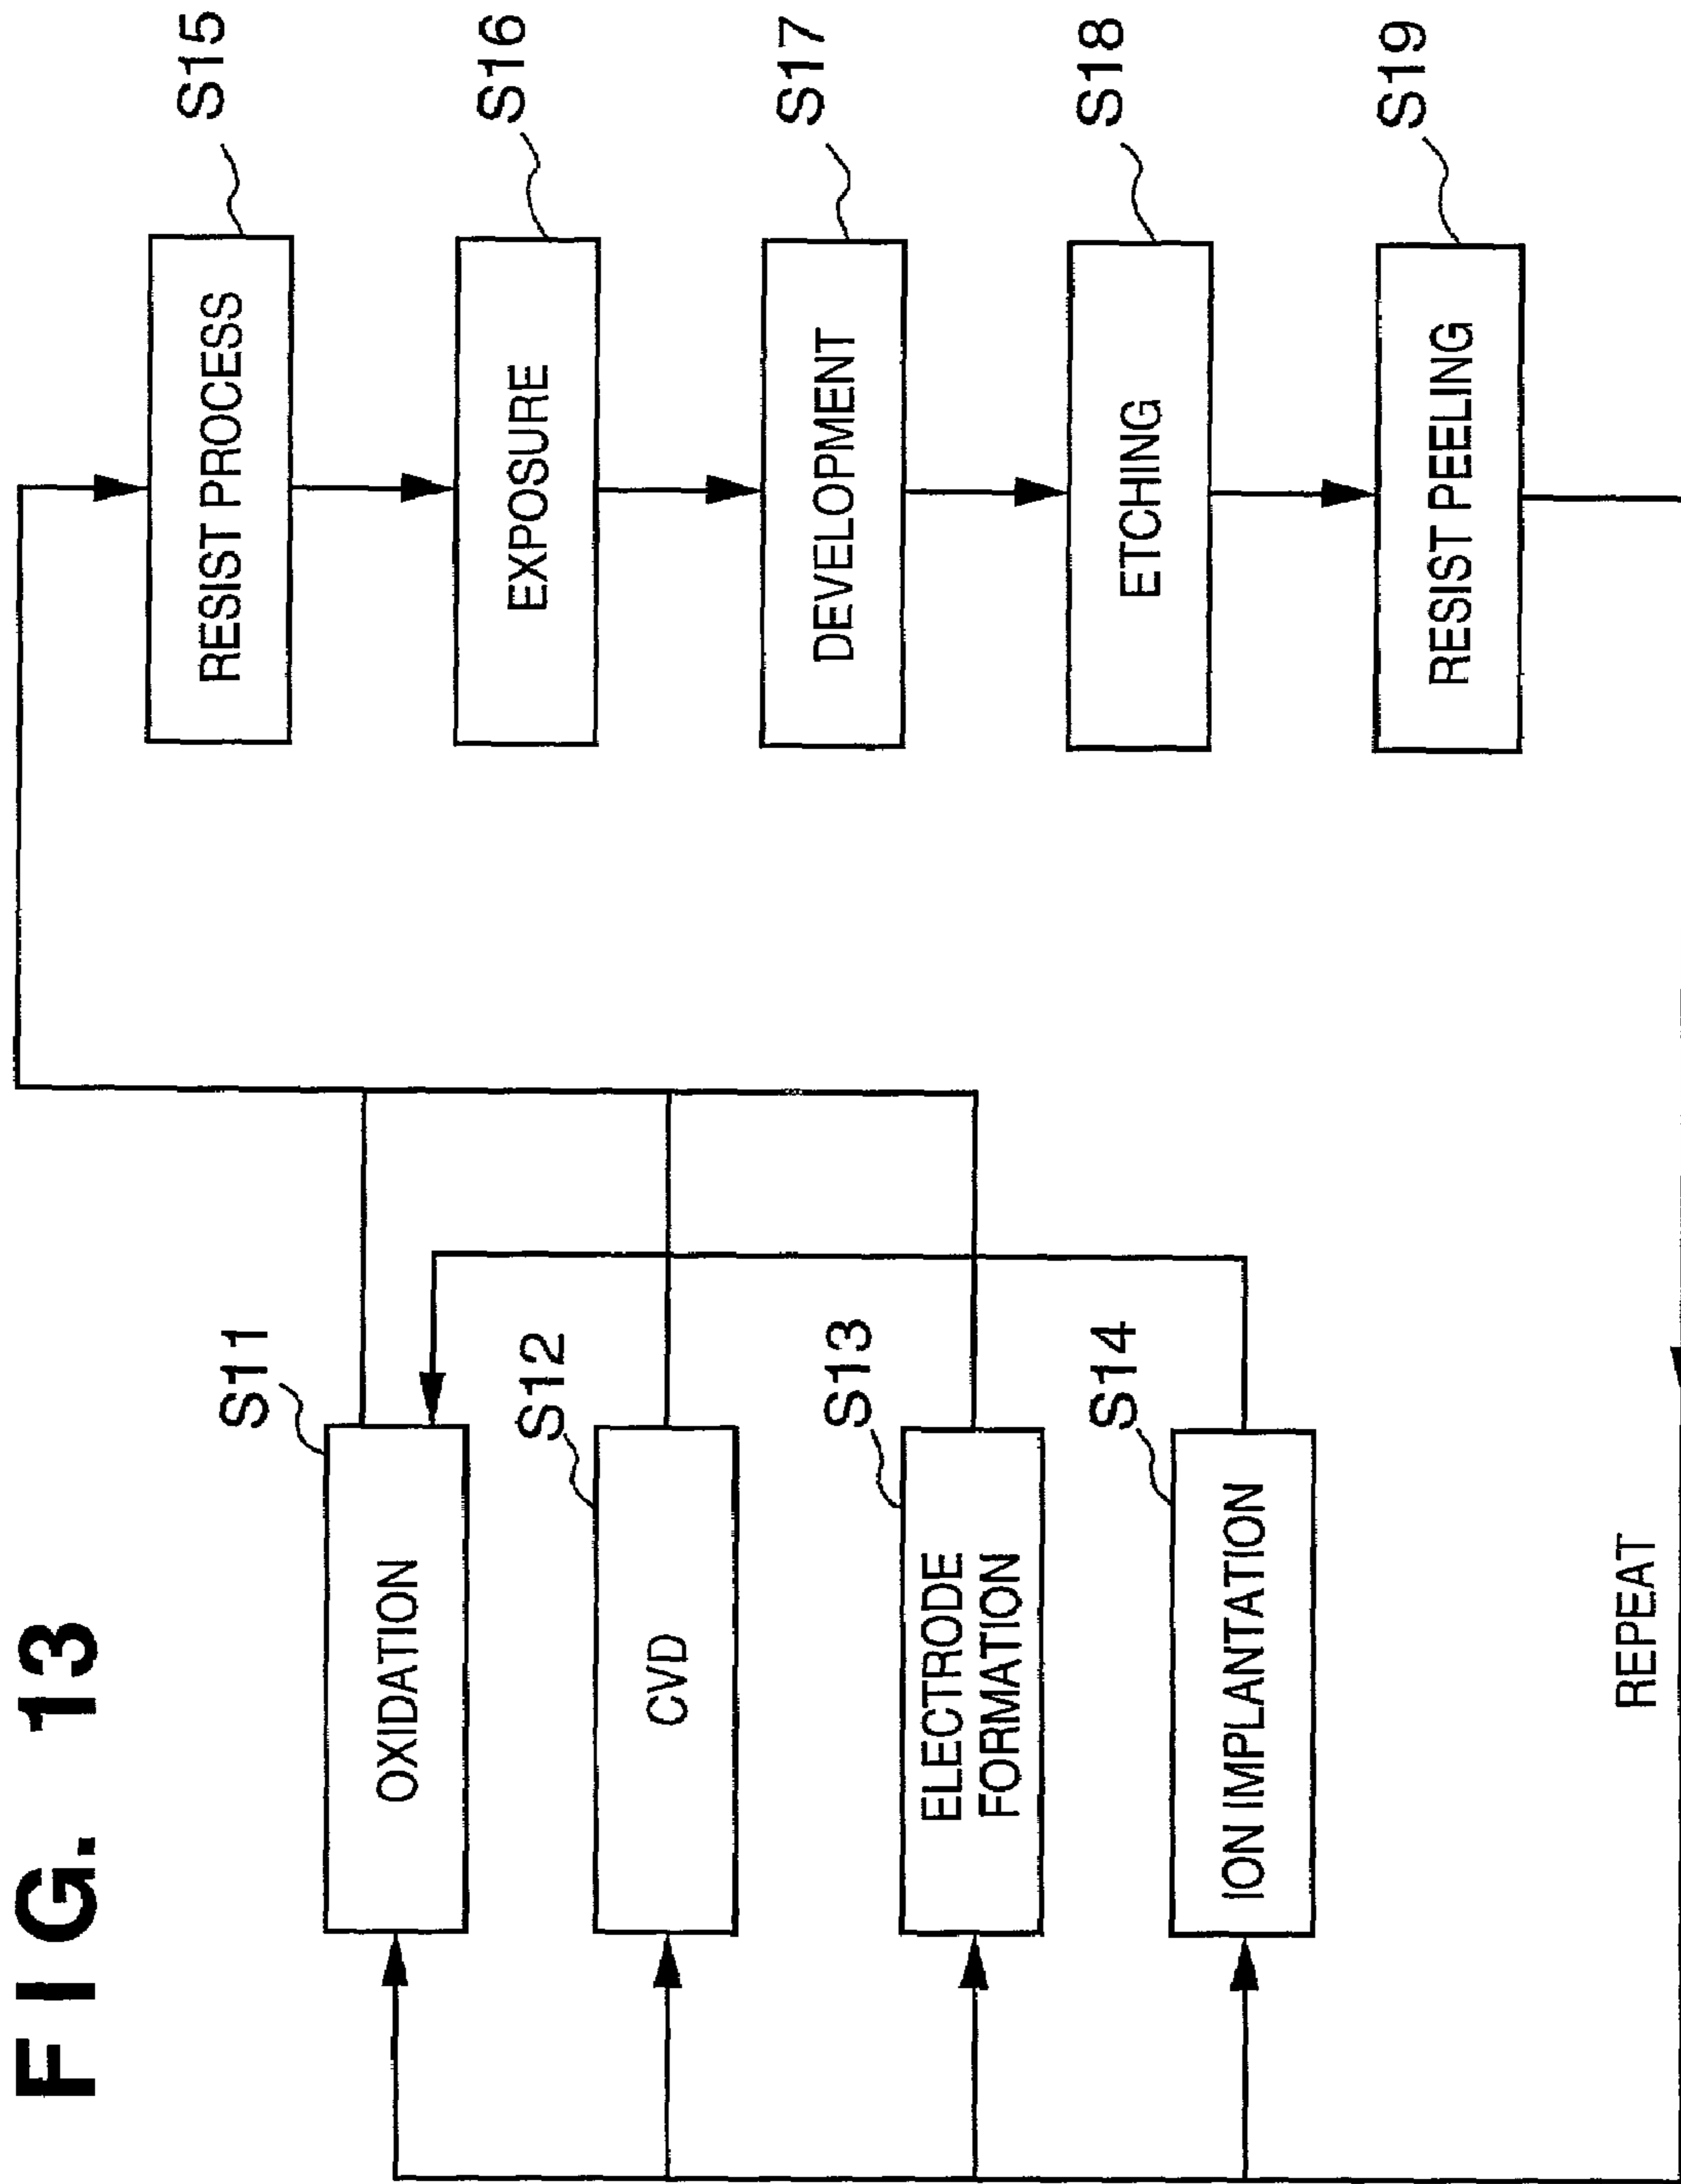 FIG. 13
S11
OXIDATION
S12
CVD
S13
ELECTRODE
FORMATION
S14
ION IMPLANTATION
REPEAT
S15
RESIST PROCESS
S16
EXPOSURE
S17
DEVELOPMENT
S18
ETCHING
S19
RESIST PEELING